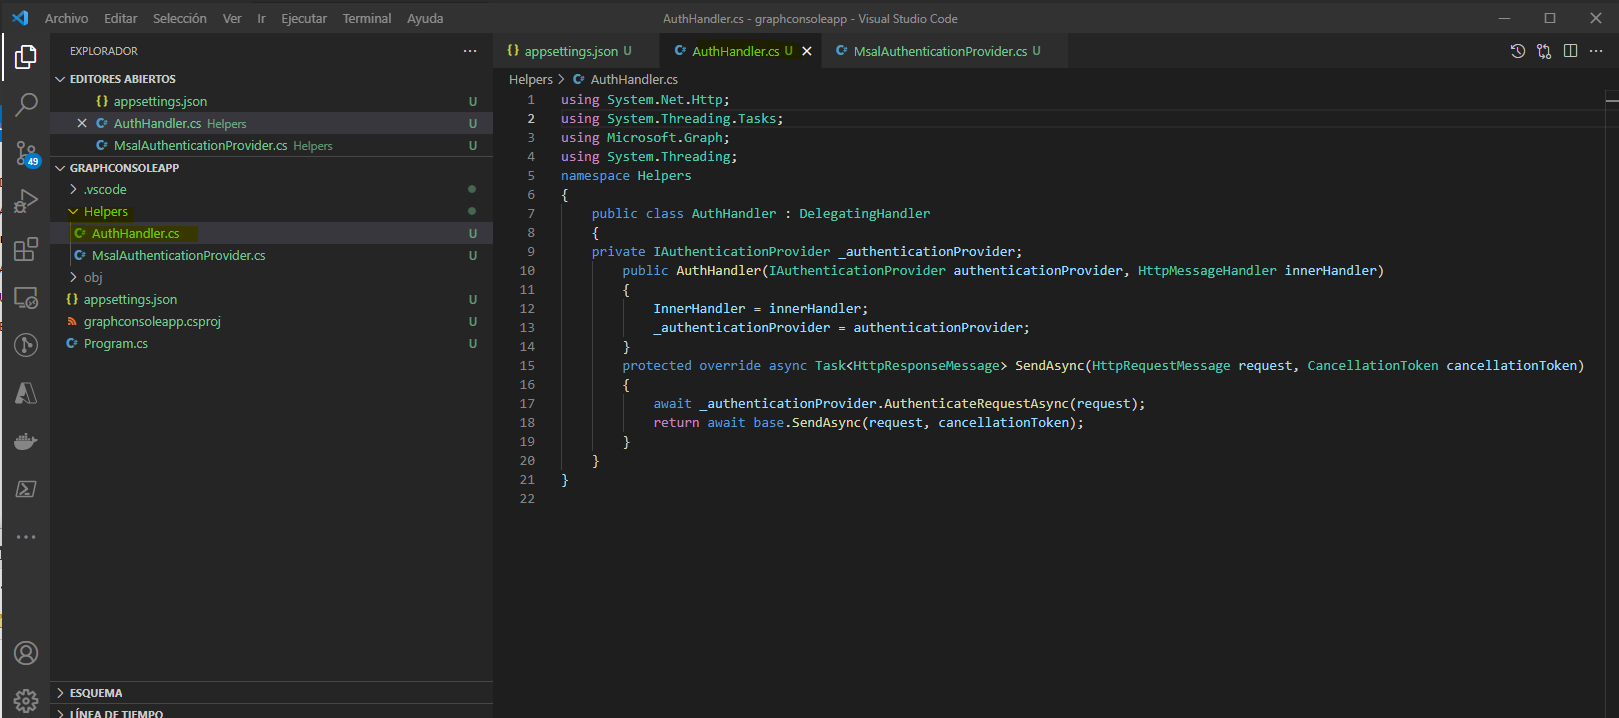 Archivo Editar Selección Ver Ir Ejecutar Terminal Ayuda
AuthHandler.cs - graphconsoleapp - Visual Studio Code
EXPLORADOR
EDITORES ABIERTOS
{} appsettings.json U
AuthHandler.cs Helpers U
MsalAuthenticationProvider.cs Helpers U
GRAPHCONSOLEAPP
.vscode
Helpers
AuthHandler.cs U
MsalAuthenticationProvider.cs U
obj
{} appsettings.json U
graphconsoleapp.csproj U
Program.cs U
ESQUEMA
LÍNEA DE TIEMPO
49
{} appsettings.json U
AuthHandler.cs U
MsalAuthenticationProvider.cs U
Helpers > AuthHandler.cs
1 using System.Net.Http;
2 using System.Threading.Tasks;
3 using Microsoft.Graph;
4 using System.Threading;
5 namespace Helpers
6 {
7 public class AuthHandler : DelegatingHandler
8 {
9 private IAuthenticationProvider _authenticationProvider;
10 public AuthHandler(IAuthenticationProvider authenticationProvider, HttpMessageHandler innerHandler)
11 {
12 InnerHandler = innerHandler;
13 _authenticationProvider = authenticationProvider;
14 }
15 protected override async Task<HttpResponseMessage> SendAsync(HttpRequestMessage request, CancellationToken cancellationToken)
16 {
17 await _authenticationProvider.AuthenticateRequestAsync(request);
18 return await base.SendAsync(request, cancellationToken);
19 }
20 }
21 }
22